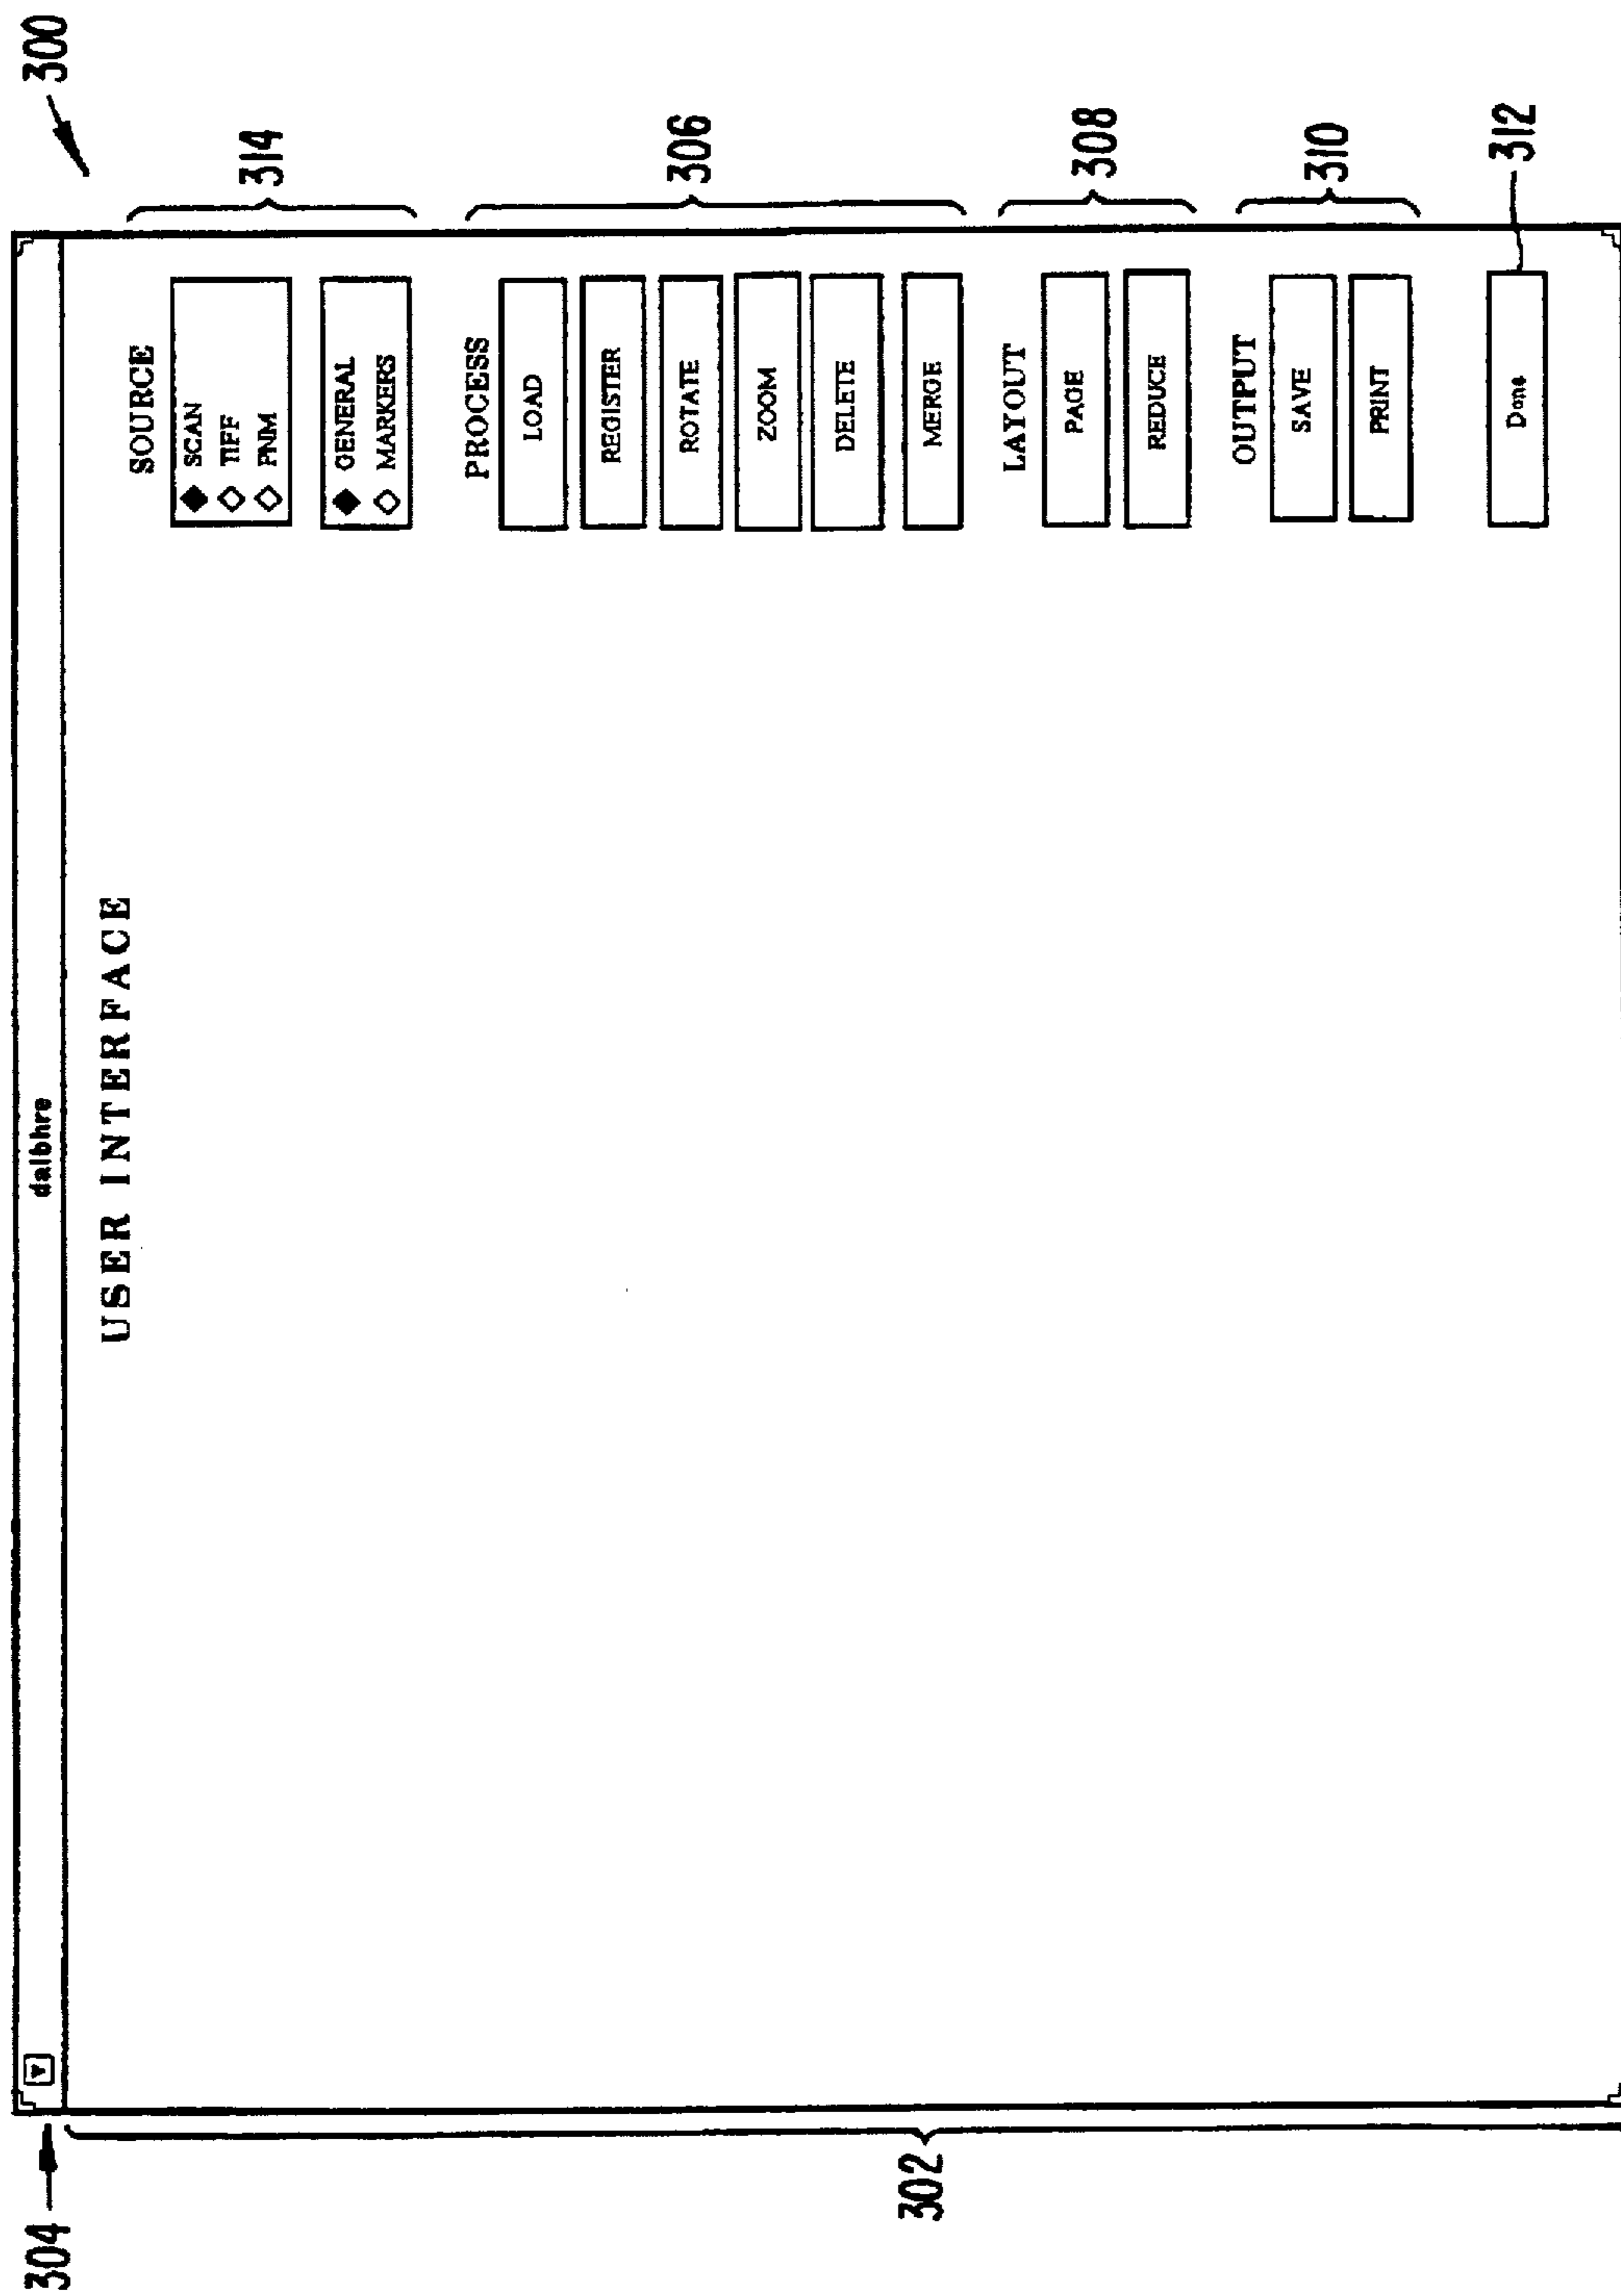 300
304
dalbhre
USER INTERFACE
302
SOURCE
◆ SCAN
◇ TIFF
◇ PNM
◆ GENERAL
◇ MARKERS
314
PROCESS
LOAD
REGISTER
ROTATE
ZOOM
DELETE
MERGE
306
LAYOUT
PAGE
REDUCE
308
OUTPUT
SAVE
PRINT
310
Done
312